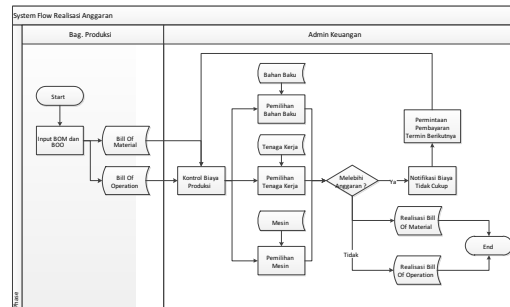 System Flow Realisasi Anggaran
Bag. Produksi
Admin Keuangan
Start
Input BOM dan
BOO
Bill Of
Material
Bill Of
Operation
Kontrol Biaya
Produksi
Bahan Baku
Pemilihan
Bahan Baku
Tenaga Kerja
Pemilihan
Tenaga Kerja
Mesin
Pemilihan
Mesin
Melebihi
Anggaran ?
Ya
Tidak
Permintaan
Pembayaran
Termin Berikutnya
Notifikasi Biaya
Tidak Cukup
Realisasi Bill
Of Material
Realisasi Bill
Of Operation
End
Phase